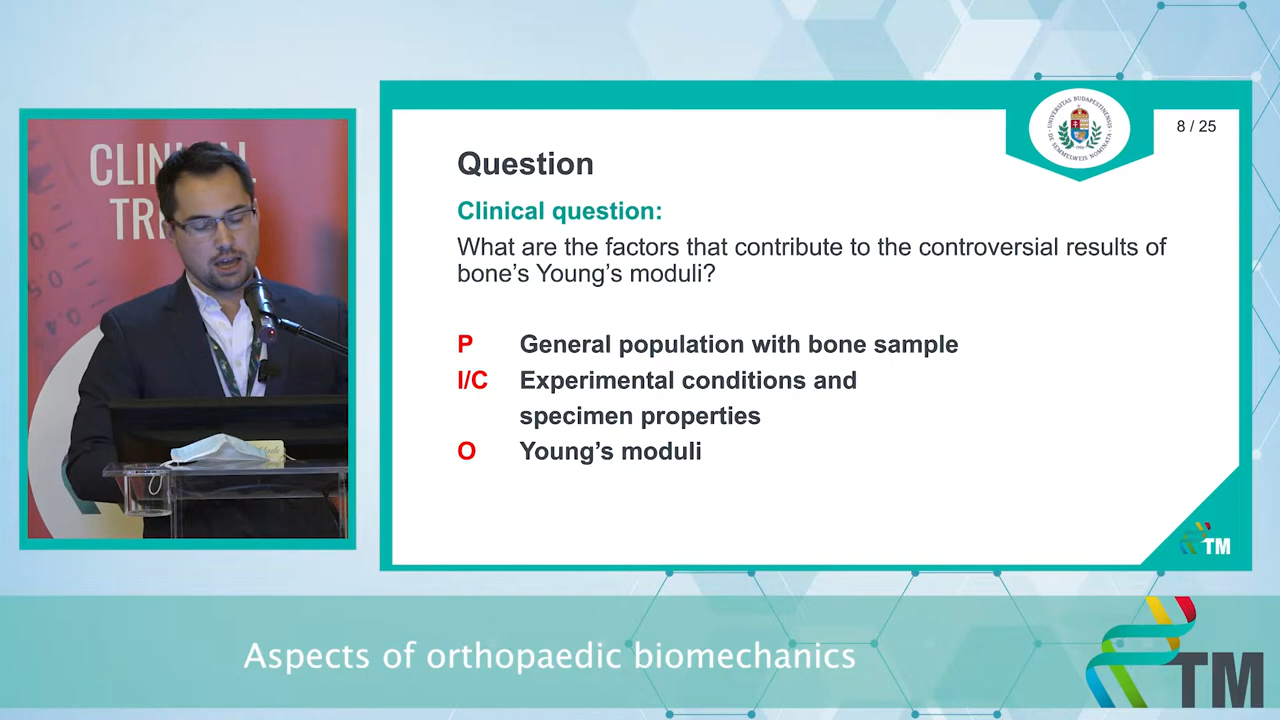 CLINICAL
8 / 25
Question
Clinical question:
What are the factors that contribute to the controversial results of
bone's Young's moduli?
P General population with bone sample
I/C Experimental conditions and
specimen properties
O Young's moduli
TM
Aspects of orthopaedic biomechanics
TM